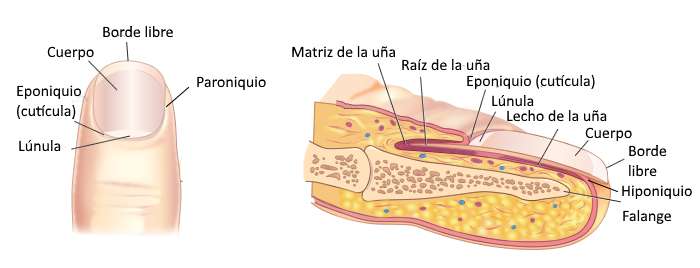 Borde libre
Cuerpo
Paroniquio
Eponiquio
(cutícula)
Lúnula
Matriz de la uña
Raíz de la uña
Eponiquio (cutícula)
Lúnula
Lecho de la uña
Cuerpo
Borde
libre
Hiponiquio
Falange